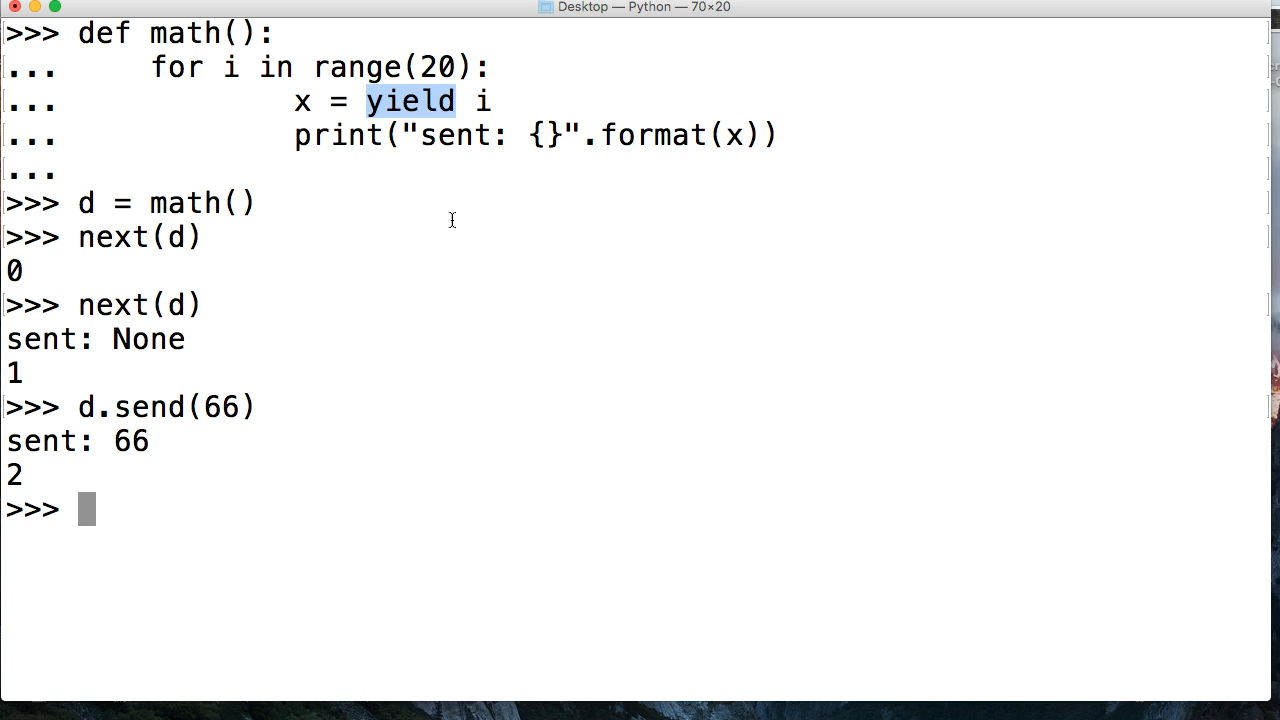 Desktop — Python — 70×20
>>> def math():
...     for i in range(20):
...             x = yield i
...             print("sent: {}".format(x))
...
>>> d = math()
>>> next(d)
0
>>> next(d)
sent: None
1
>>> d.send(66)
sent: 66
2
>>>